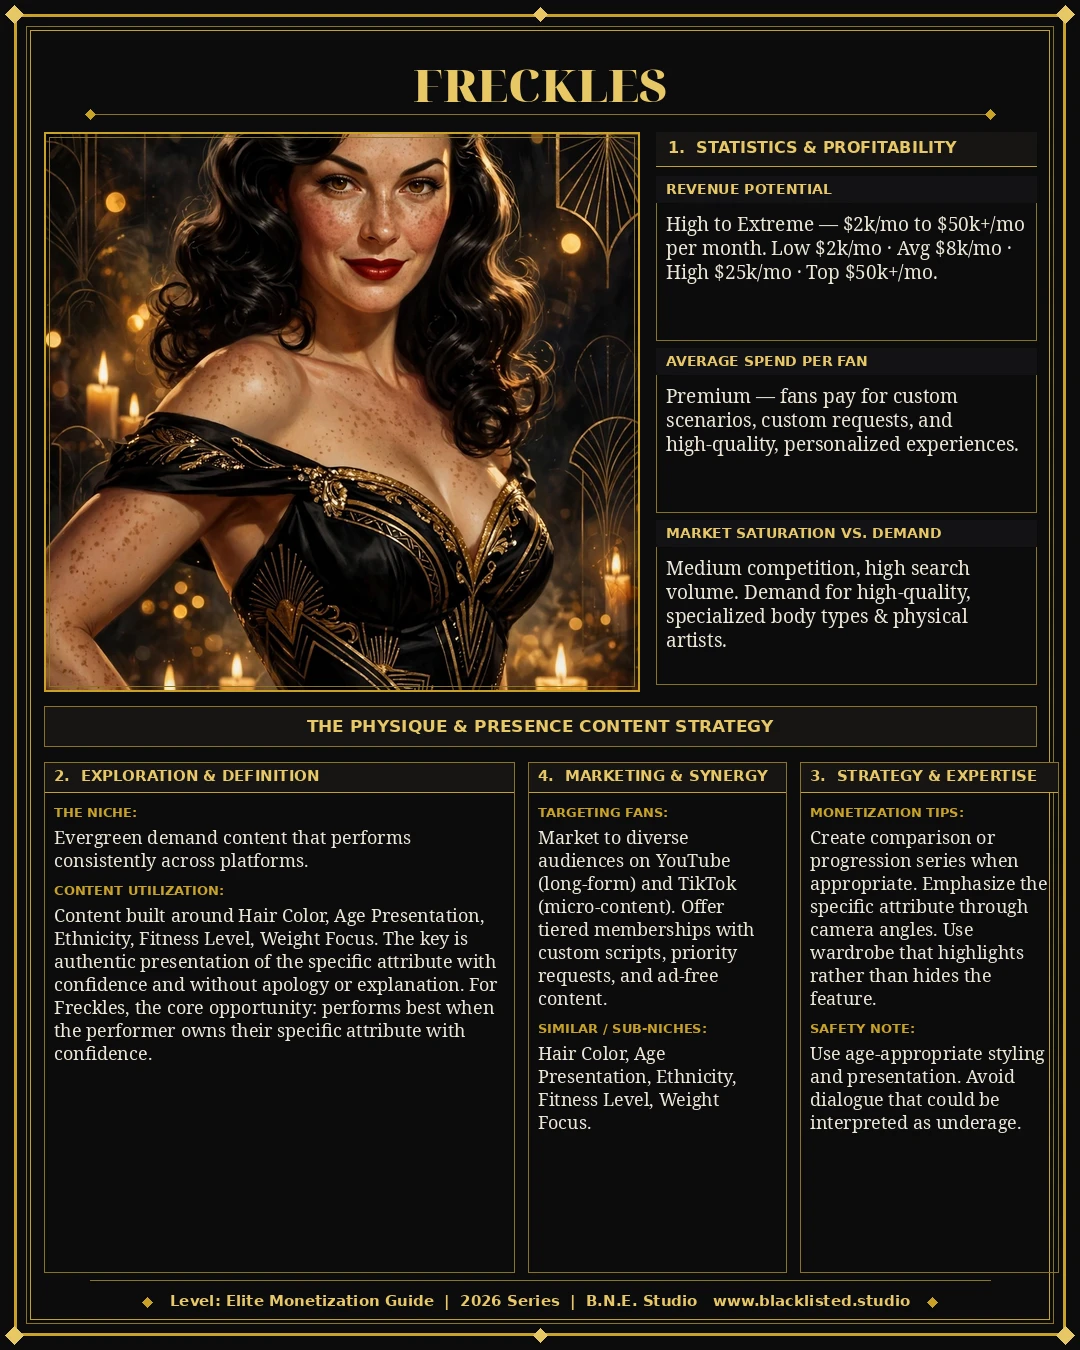 FRECKLES
1. STATISTICS & PROFITABILITY
REVENUE POTENTIAL
High to Extreme — $2k/mo to $50k+/mo
per month. Low $2k/mo · Avg $8k/mo ·
High $25k/mo · Top $50k+/mo.
AVERAGE SPEND PER FAN
Premium — fans pay for custom
scenarios, custom requests, and
high-quality, personalized experiences.
MARKET SATURATION VS. DEMAND
Medium competition, high search
volume. Demand for high-quality,
specialized body types & physical
artists.
THE PHYSIQUE & PRESENCE CONTENT STRATEGY
2. EXPLORATION & DEFINITION
THE NICHE:
Evergreen demand content that performs
consistently across platforms.
CONTENT UTILIZATION:
Content built around Hair Color, Age Presentation,
Ethnicity, Fitness Level, Weight Focus. The key is
authentic presentation of the specific attribute with
confidence and without apology or explanation. For
Freckles, the core opportunity: performs best when
the performer owns their specific attribute with
confidence.
4. MARKETING & SYNERGY
TARGETING FANS:
Market to diverse
audiences on YouTube
(long-form) and TikTok
(micro-content). Offer
tiered memberships with
custom scripts, priority
requests, and ad-free
content.
SIMILAR / SUB-NICHES:
Hair Color, Age
Presentation, Ethnicity,
Fitness Level, Weight
Focus.
3. STRATEGY & EXPERTISE
MONETIZATION TIPS:
Create comparison or
progression series when
appropriate. Emphasize the
specific attribute through
camera angles. Use
wardrobe that highlights
rather than hides the
feature.
SAFETY NOTE:
Use age-appropriate styling
and presentation. Avoid
dialogue that could be
interpreted as underage.
Level: Elite Monetization Guide | 2026 Series | B.N.E. Studio www.blacklisted.studio